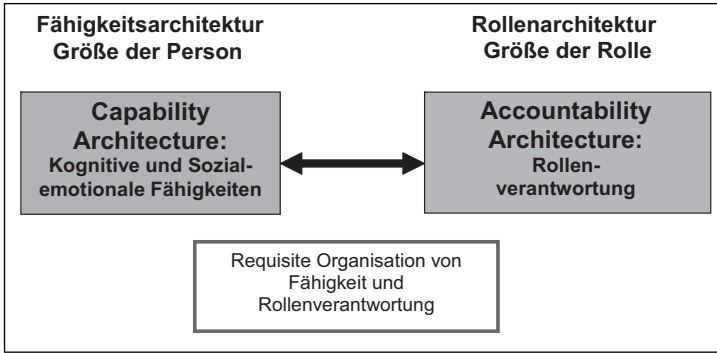 Fähigkeitsarchitektur
Größe der Person
Rollenarchitektur
Größe der Rolle
Capability
Architecture:
Kognitive und Sozial-
emotionale Fähigkeiten
Accountability
Architecture:
Rollen-
verantwortung
Requisite Organisation von
Fähigkeit und
Rollenverantwortung